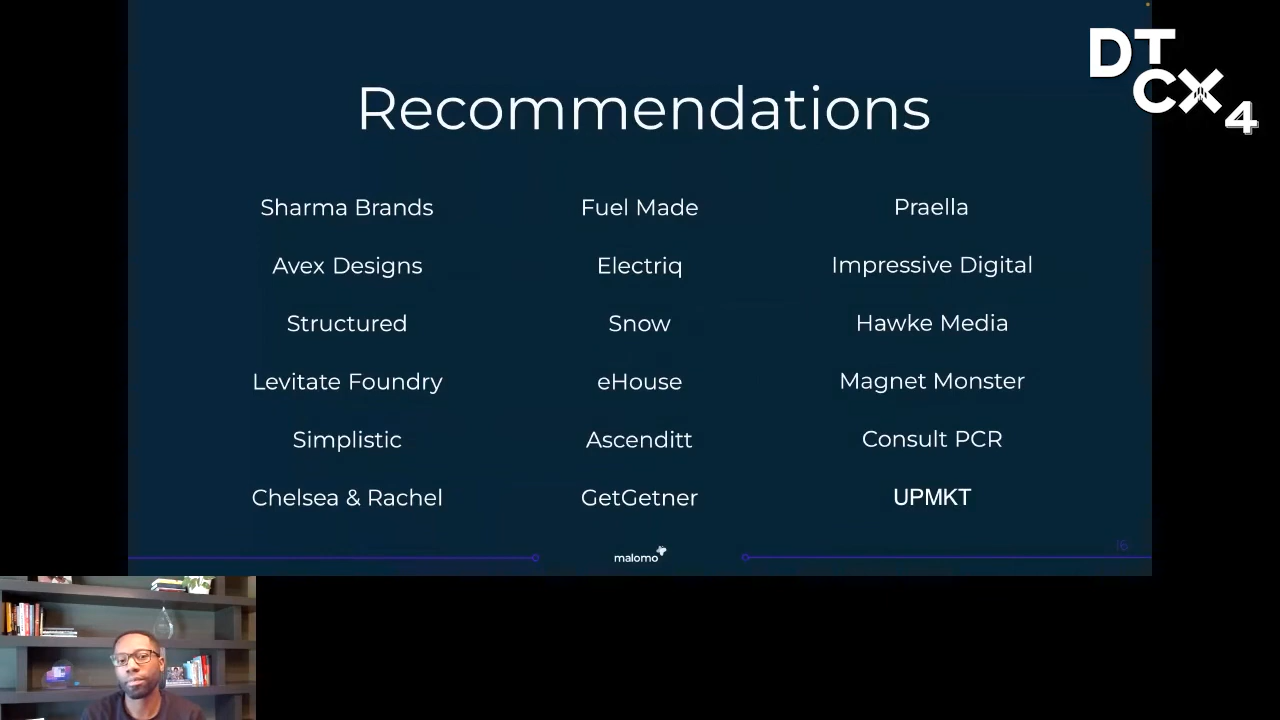 DT
CX
4
Recommendations
Sharma Brands
Fuel Made
Praella
Avex Designs
Electriq
Impressive Digital
Structured
Snow
Hawke Media
Levitate Foundry
eHouse
Magnet Monster
Simplistic
Ascenditt
Consult PCR
Chelsea & Rachel
GetGetner
UPMKT
malomo
16